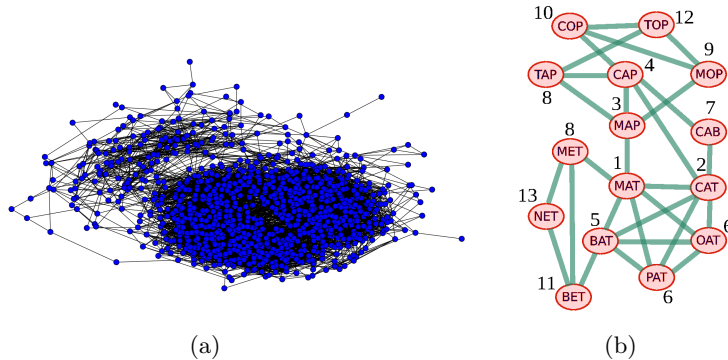 10
COP
TOP
12
9
TAP
CAP
4
MOP
8
3
MAP
7
CAB
8
MET
1
MAT
2
CAT
13
NET
5
BAT
OAT
6
PAT
6
11
BET
(a)
(b)